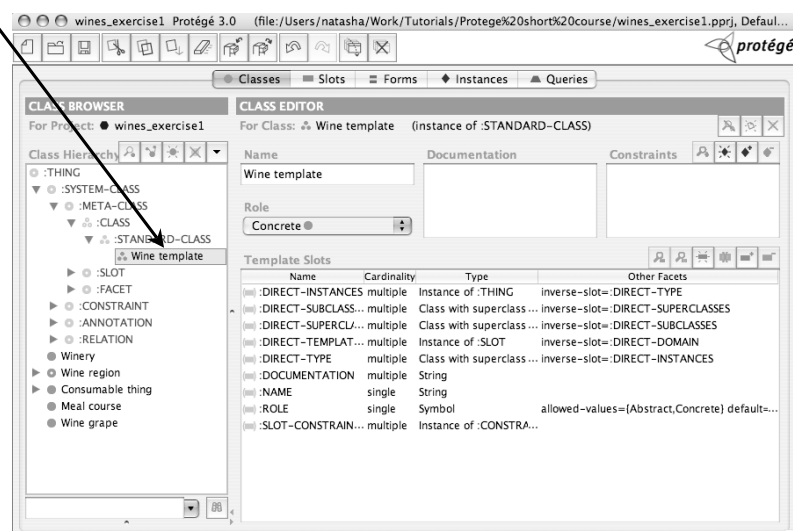 wines_exercise1 Protégé 3.0 (file:/Users/natasha/Work/Tutorials/Protege%20short%20course/wines_exercise1.pprj, Defaul...
protégé
Classes Slots Forms Instances Queries
CLASS BROWSER
For Project: wines_exercise1
Class Hierarchy
:THING
:SYSTEM-CLASS
:META-CLASS
:CLASS
:STANDARD-CLASS
Wine template
:SLOT
:FACET
:CONSTRAINT
:ANNOTATION
:RELATION
Winery
Wine region
Consumable thing
Meal course
Wine grape
CLASS EDITOR
For Class: Wine template (instance of :STANDARD-CLASS)
Name Documentation Constraints
Wine template
Role
Concrete
Template Slots
Name Cardinality Type Other Facets
:DIRECT-INSTANCES multiple Instance of :THING inverse-slot=:DIRECT-TYPE
:DIRECT-SUBCLASS... multiple Class with superclass ... inverse-slot=:DIRECT-SUPERCLASSES
:DIRECT-SUPERCL/... multiple Class with superclass ... inverse-slot=:DIRECT-SUBCLASSES
:DIRECT-TEMPLAT... multiple Instance of :SLOT inverse-slot=:DIRECT-DOMAIN
:DIRECT-TYPE multiple Class with superclass ... inverse-slot=:DIRECT-INSTANCES
:DOCUMENTATION multiple String
:NAME single String
:ROLE single Symbol allowed-values={Abstract,Concrete} default=...
:SLOT-CONSTRAIN... multiple Instance of :CONSTRA...